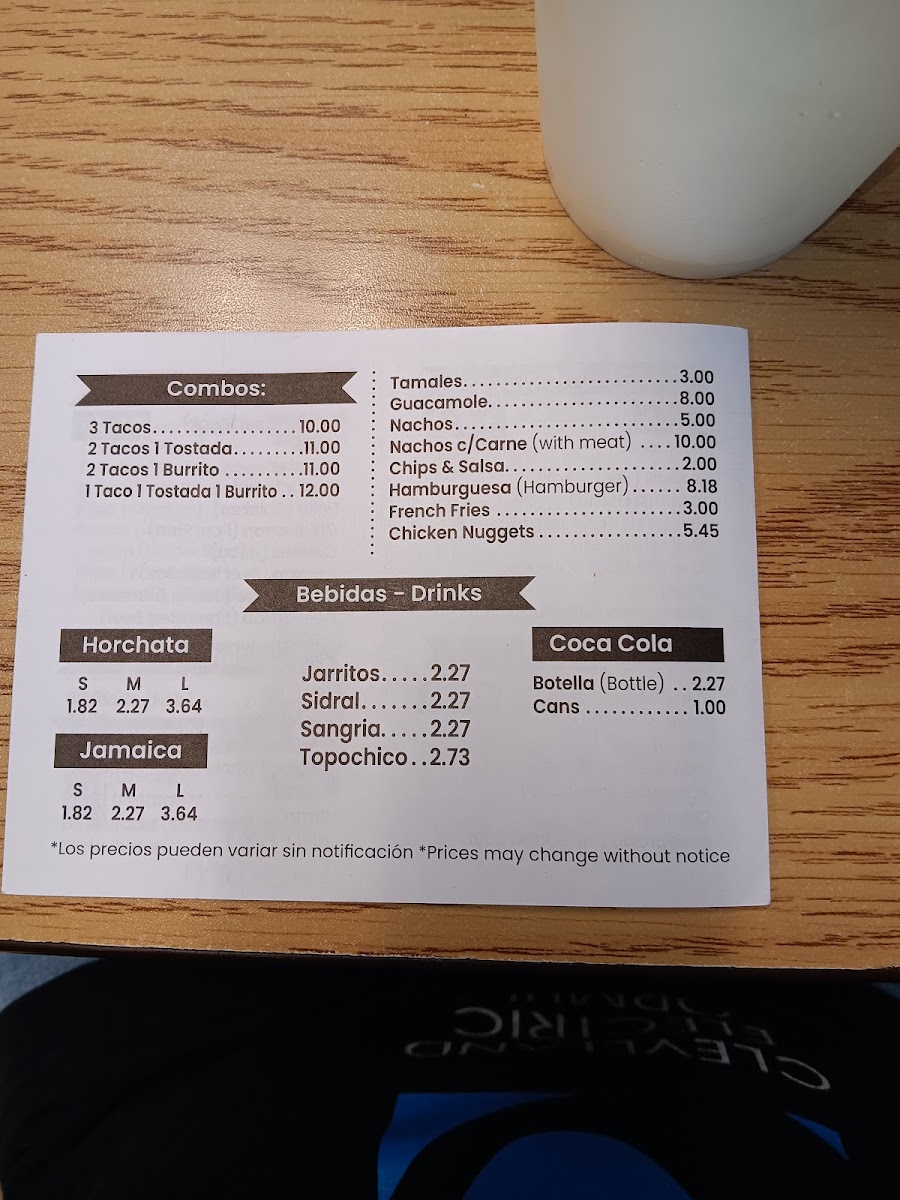 Combos:
3 Tacos..................10.00
2 Tacos 1 Tostada..........11.00
2 Tacos 1 Burrito ...........11.00
1 Taco 1 Tostada 1 Burrito .. 12.00
Tamales..........................3.00
Guacamole.......................8.00
Nachos...........................5.00
Nachos c/Carne (with meat) ....10.00
Chips & Salsa.....................2.00
Hamburguesa (Hamburger)...... 8.18
French Fries ......................3.00
Chicken Nuggets .................5.45
Bebidas - Drinks
Horchata
S M L
1.82 2.27 3.64
Jamaica
S M L
1.82 2.27 3.64
Jarritos.....2.27
Sidral.......2.27
Sangria.....2.27
Topochico..2.73
Coca Cola
Botella (Bottle) ..2.27
Cans ............ 1.00
*Los precios pueden variar sin notificación *Prices may change without notice
CLEVELAND
ELECTRIC